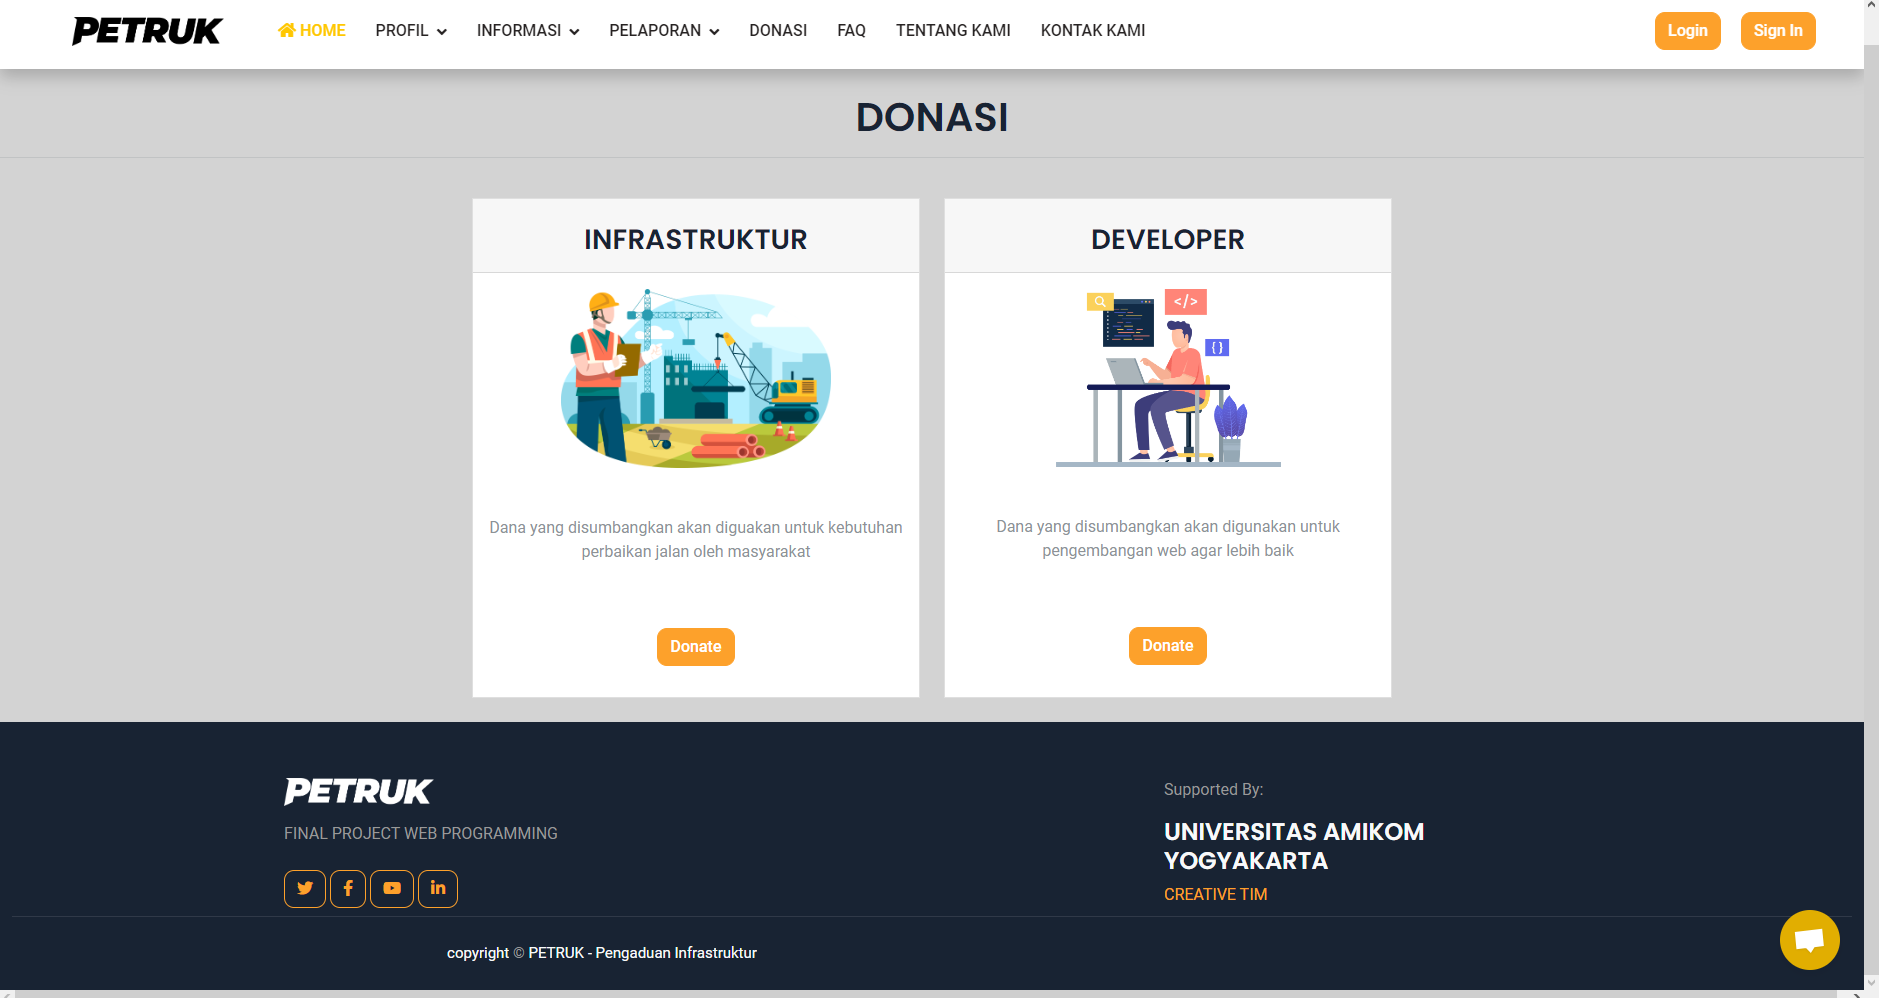 PETRUK
HOME PROFIL INFORMASI PELAPORAN DONASI FAQ TENTANG KAMI KONTAK KAMI
Login Sign In
DONASI
INFRASTRUKTUR
Dana yang disumbangkan akan diguakan untuk kebutuhan
perbaikan jalan oleh masyarakat
Donate
DEVELOPER
</>
{ }
Dana yang disumbangkan akan digunakan untuk
pengembangan web agar lebih baik
Donate
PETRUK
FINAL PROJECT WEB PROGRAMMING
Supported By:
UNIVERSITAS AMIKOM
YOGYAKARTA
CREATIVE TIM
copyright © PETRUK - Pengaduan Infrastruktur